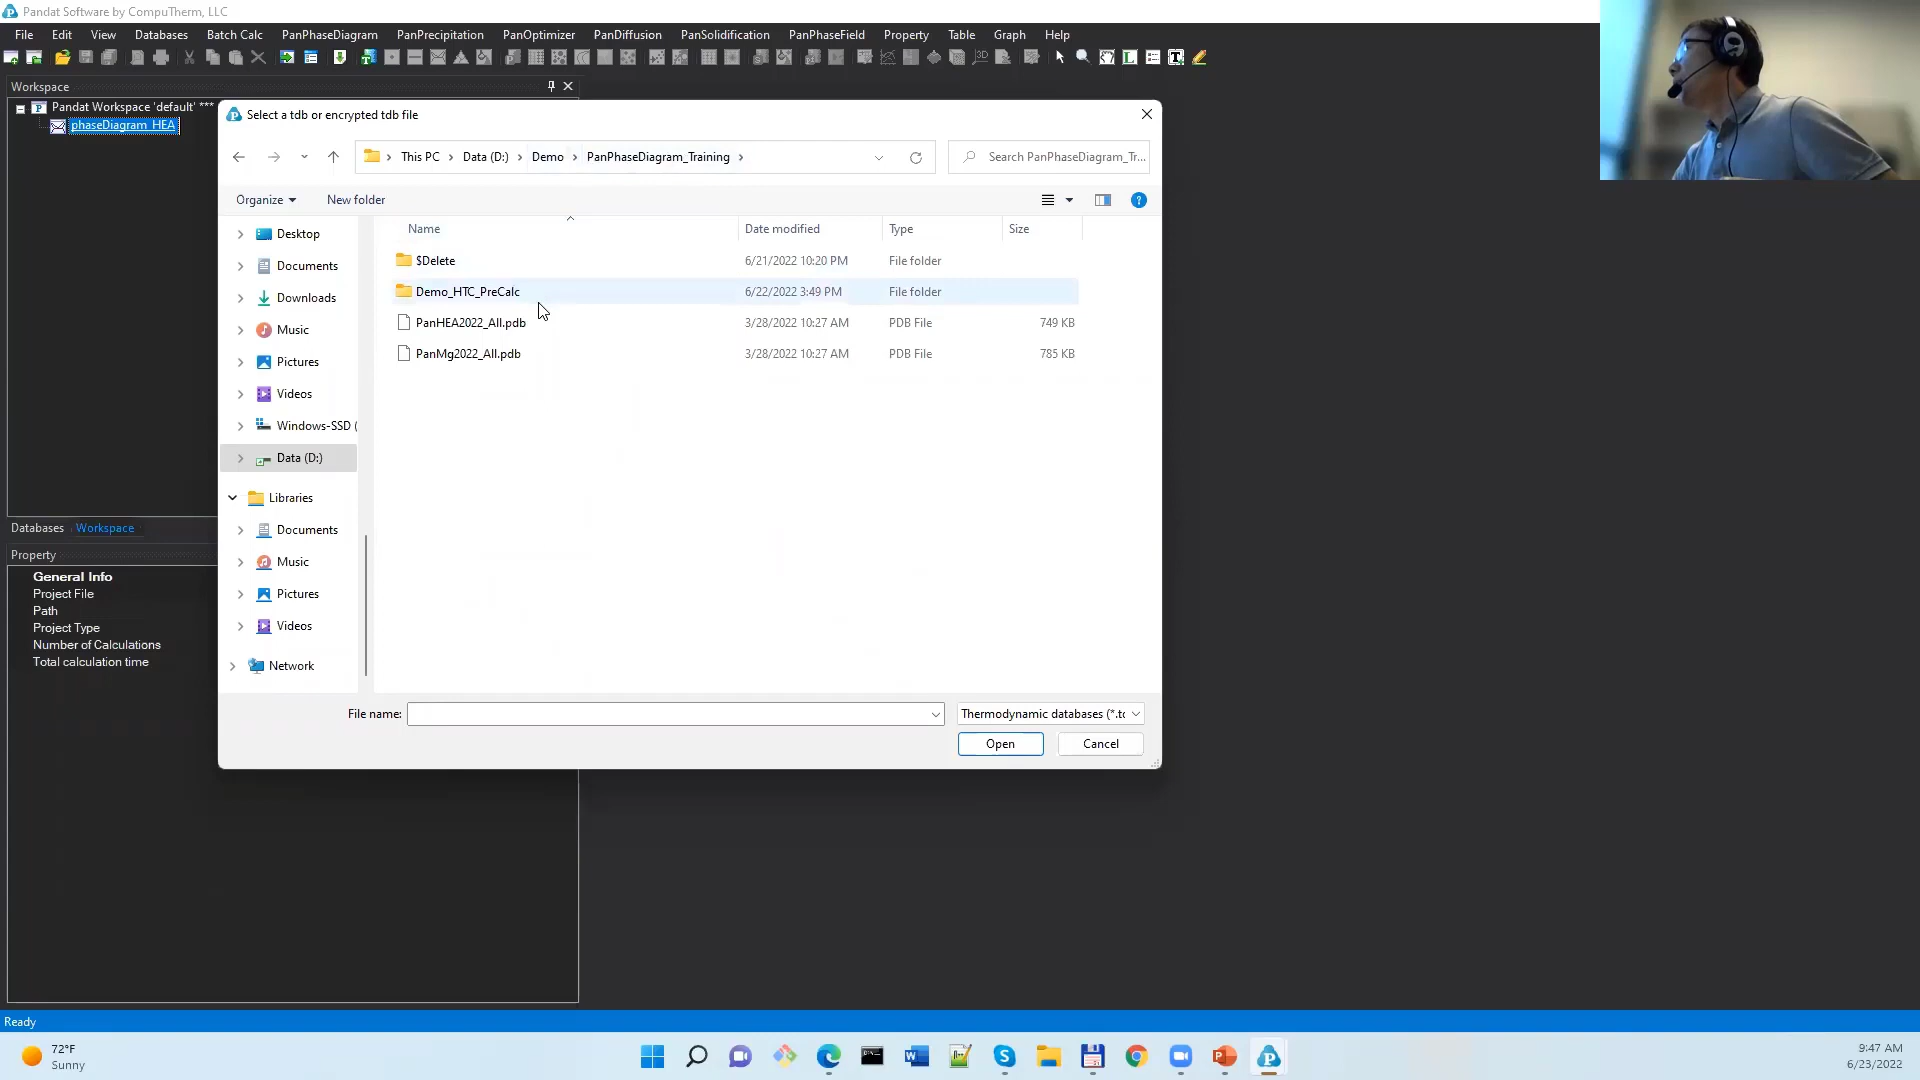 Pandat Software by CompuTherm, LLC
File Edit View Databases Batch Calc PanPhaseDiagram PanPrecipitation PanOptimizer PanDiffusion PanSolidification PanPhaseField Property Table Graph Help
Workspace
Pandat Workspace 'default' ***
phaseDiagram_HEA
Select a tdb or encrypted tdb file
This PC > Data (D:) > Demo > PanPhaseDiagram_Training >
Search PanPhaseDiagram_Tr...
Organize New folder
Name Date modified Type Size
$Delete 6/21/2022 10:20 PM File folder
Demo_HTC_PreCalc 6/22/2022 3:49 PM File folder
PanHEA2022_All.pdb 3/28/2022 10:27 AM PDB File 749 KB
PanMg2022_All.pdb 3/28/2022 10:27 AM PDB File 785 KB
Desktop
Documents
Downloads
Music
Pictures
Videos
Windows-SSD (
Data (D:)
Libraries
Documents
Music
Pictures
Videos
Network
File name:
Thermodynamic databases (*.tc
Open Cancel
Databases Workspace
Property
General Info
Project File
Path
Project Type
Number of Calculations
Total calculation time
Ready
72°F
Sunny
9:47 AM
6/23/2022